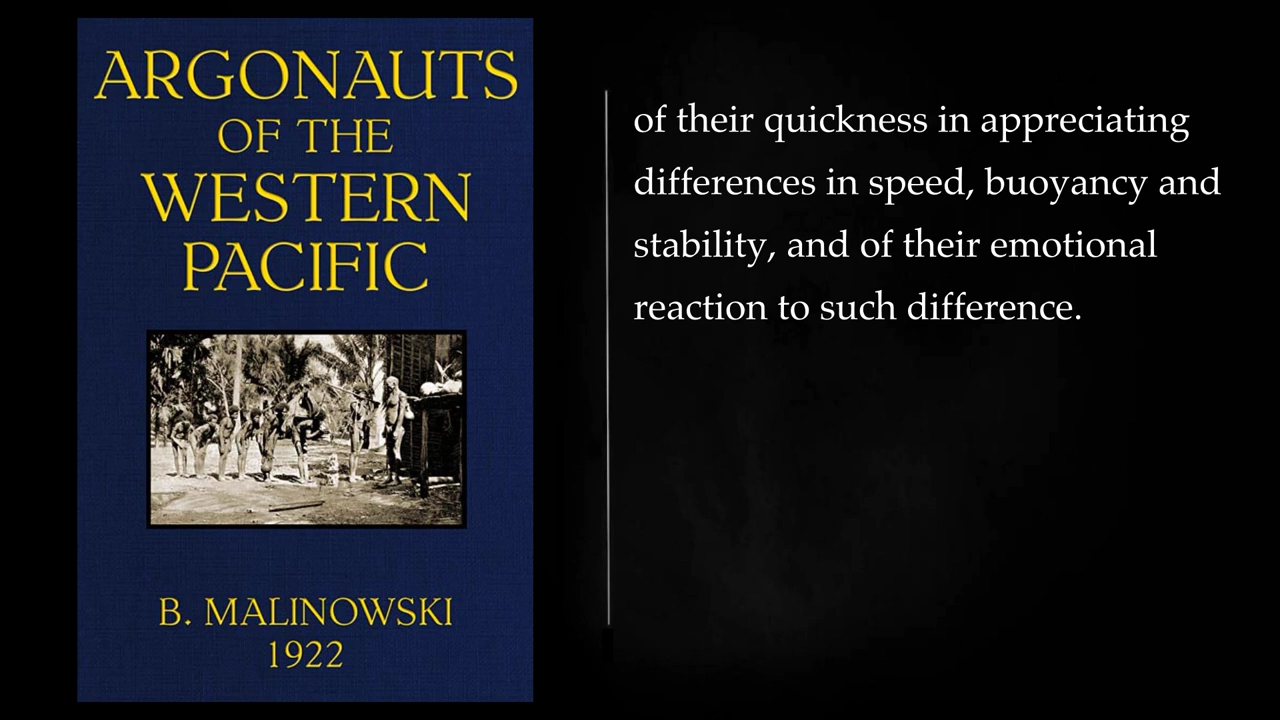 ARGONAUTS
OF THE
WESTERN
PACIFIC
B. MALINOWSKI
1922
of their quickness in appreciating
differences in speed, buoyancy and
stability, and of their emotional
reaction to such difference.